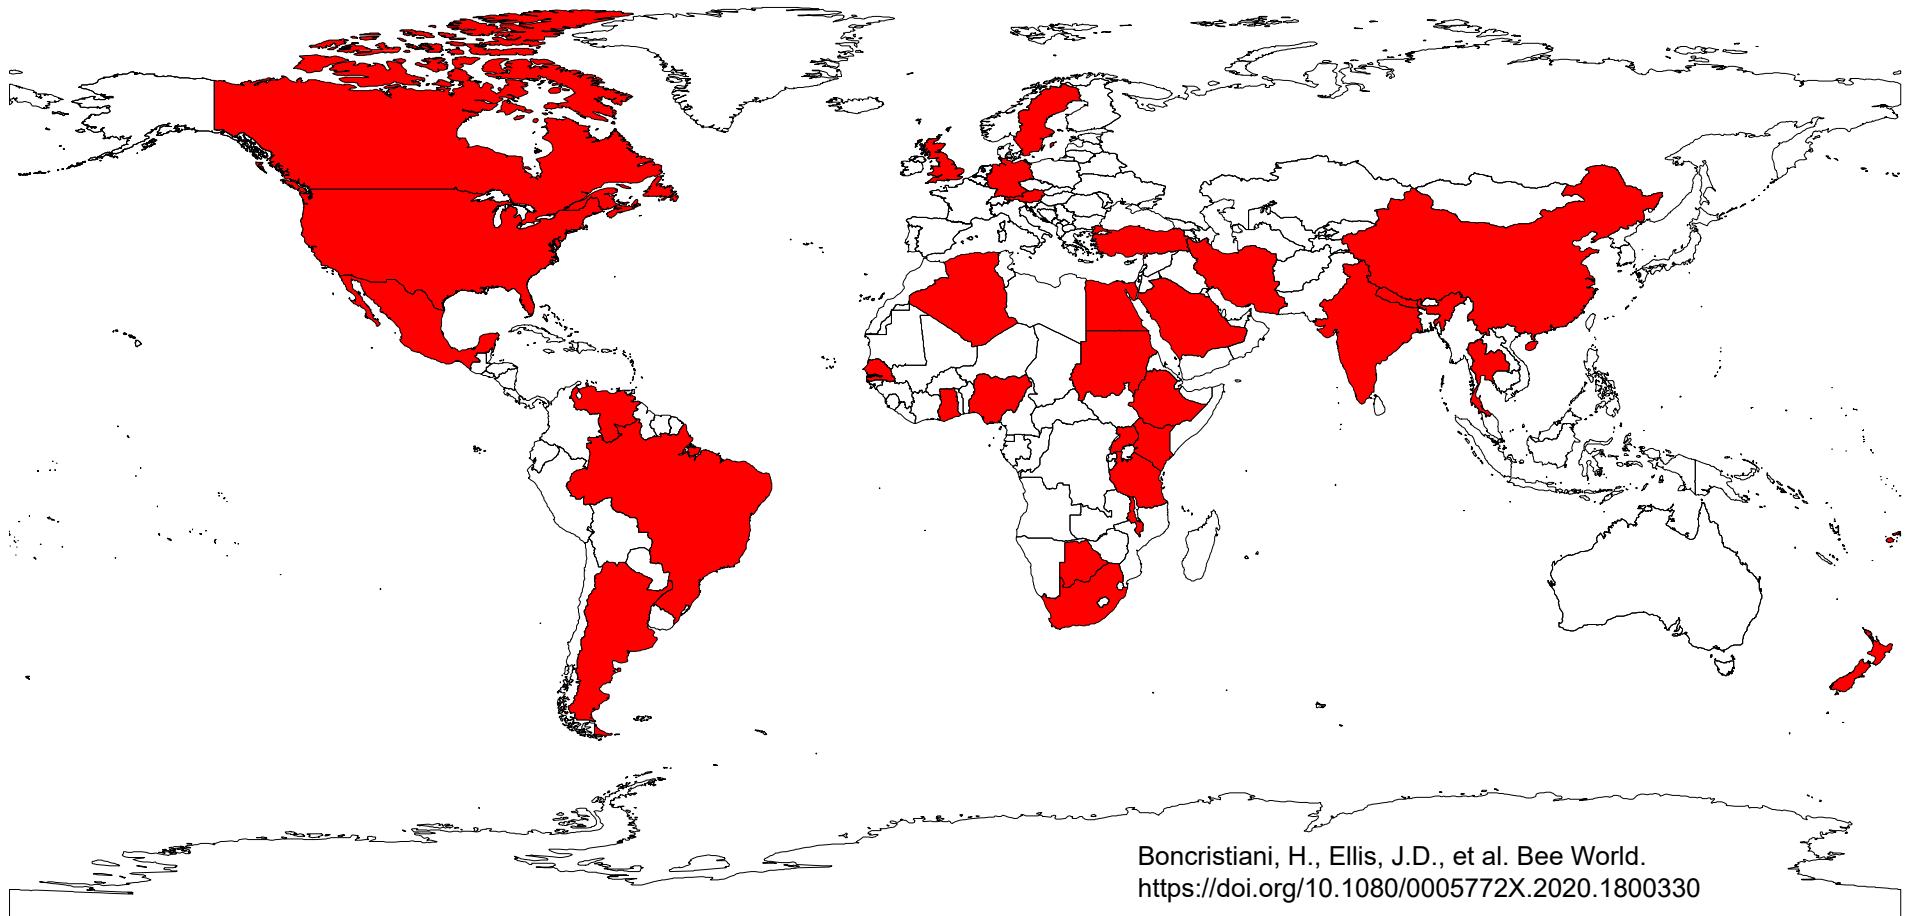 Boncristiani, H., Ellis, J.D., et al. Bee World.
https://doi.org/10.1080/0005772X.2020.1800330